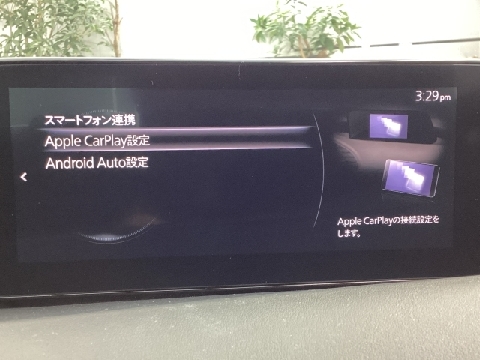 3:29pm
スマートフォン連携
Apple CarPlay設定
Android Auto設定
Apple CarPlayの接続設定を
します。